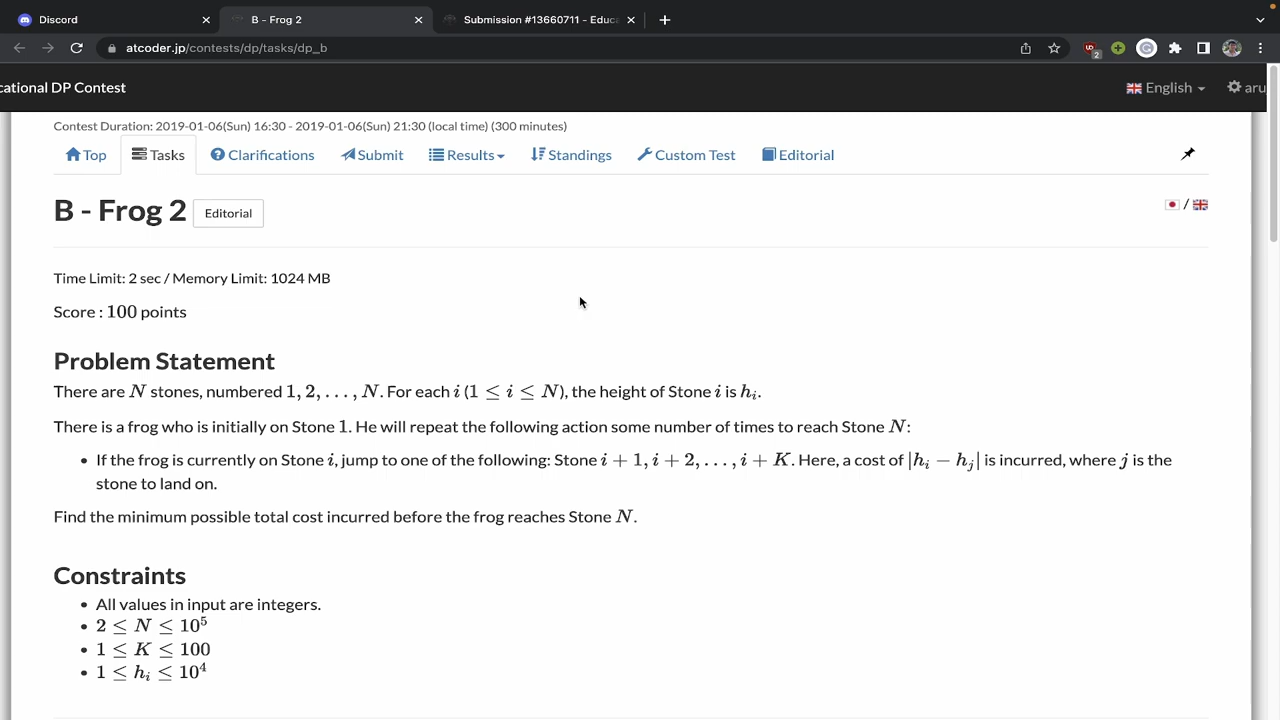 Discord
B - Frog 2
Submission #13660711 - Educa
atcoder.jp/contests/dp/tasks/dp_b
2
cational DP Contest
English
aru
Contest Duration: 2019-01-06(Sun) 16:30 - 2019-01-06(Sun) 21:30 (local time) (300 minutes)
Top Tasks Clarifications Submit Results Standings Custom Test Editorial
B - Frog 2 Editorial
/
Time Limit: 2 sec / Memory Limit: 1024 MB
Score : 100 points
Problem Statement
There are N stones, numbered 1, 2, . . . , N. For each i (1 ≤ i ≤ N), the height of Stone i is hᵢ.
There is a frog who is initially on Stone 1. He will repeat the following action some number of times to reach Stone N:
• If the frog is currently on Stone i, jump to one of the following: Stone i + 1, i + 2, . . . , i + K. Here, a cost of |hᵢ − hⱼ| is incurred, where j is the
stone to land on.
Find the minimum possible total cost incurred before the frog reaches Stone N.
Constraints
• All values in input are integers.
• 2 ≤ N ≤ 10⁵
• 1 ≤ K ≤ 100
• 1 ≤ hᵢ ≤ 10⁴